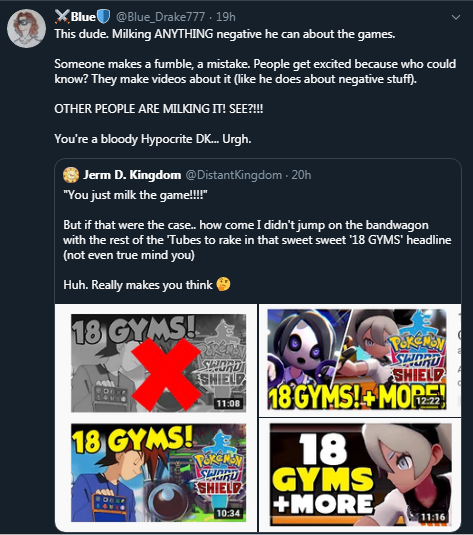 Blue @Blue_Drake777 · 19h
This dude. Milking ANYTHING negative he can about the games.
Someone makes a fumble, a mistake. People get excited because who could
know? They make videos about it (like he does about negative stuff).
OTHER PEOPLE ARE MILKING IT! SEE?!!!
You're a bloody Hypocrite DK... Urgh.
Jerm D. Kingdom @DistantKingdom · 20h
"You just milk the game!!!!"
But if that were the case.. how come I didn't jump on the bandwagon
with the rest of the 'Tubes to rake in that sweet sweet '18 GYMS' headline
(not even true mind you)
Huh. Really makes you think 🤔
18 GYMS!
POKéMON
SWORD
SHIELD
11:08
POKéMON
SWORD
SHIELD
18 GYMS!+MORE!
12:22
18 GYMS!
POKéMON
SWORD
SHIELD
10:34
18
GYMS
+MORE
11:16